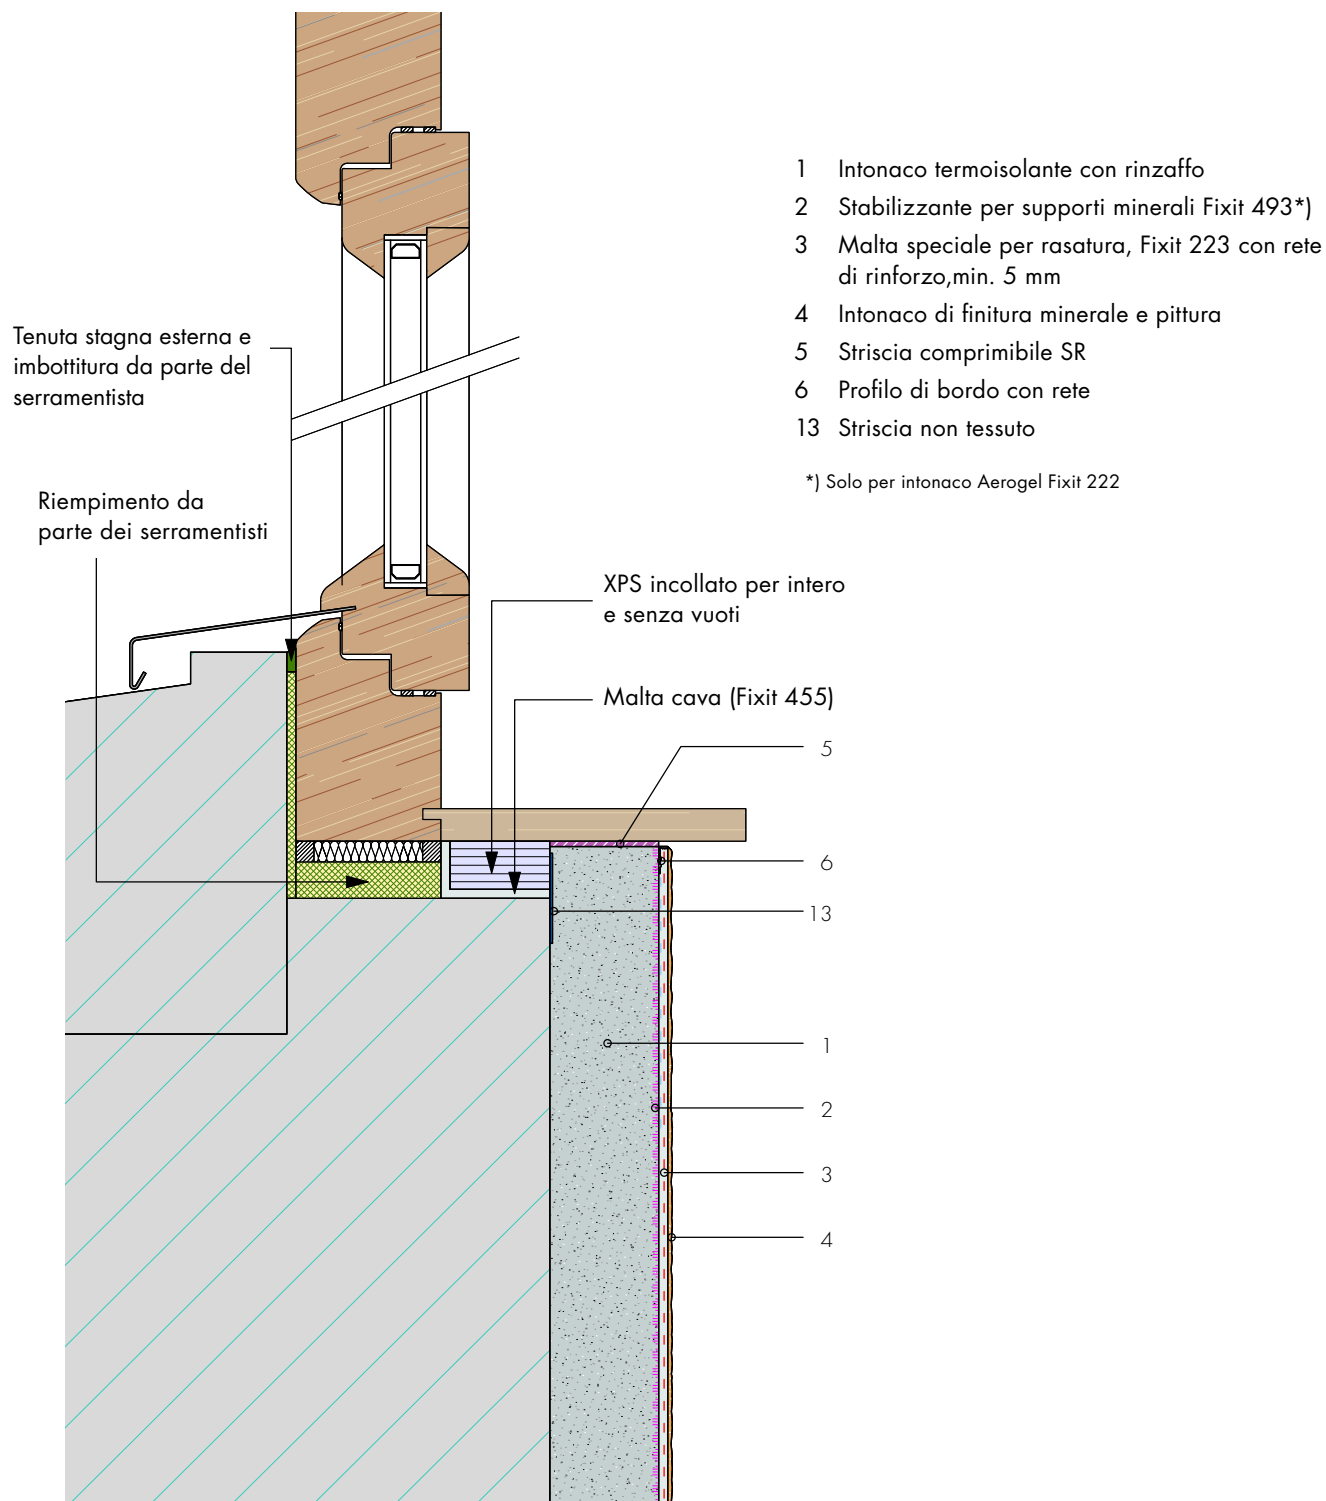 1 Intonaco termoisolante con rinzaffo
2 Stabilizzante per supporti minerali Fixit 493*)
3 Malta speciale per rasatura, Fixit 223 con rete
di rinforzo,min. 5 mm
4 Intonaco di finitura minerale e pittura
5 Striscia comprimibile SR
6 Profilo di bordo con rete
13 Striscia non tessuto
*) Solo per intonaco Aerogel Fixit 222
Tenuta stagna esterna e
imbottitura da parte del
serramentista
Riempimento da
parte dei serramentisti
XPS incollato per intero
e senza vuoti
Malta cava (Fixit 455)
5
6
13
1
2
3
4